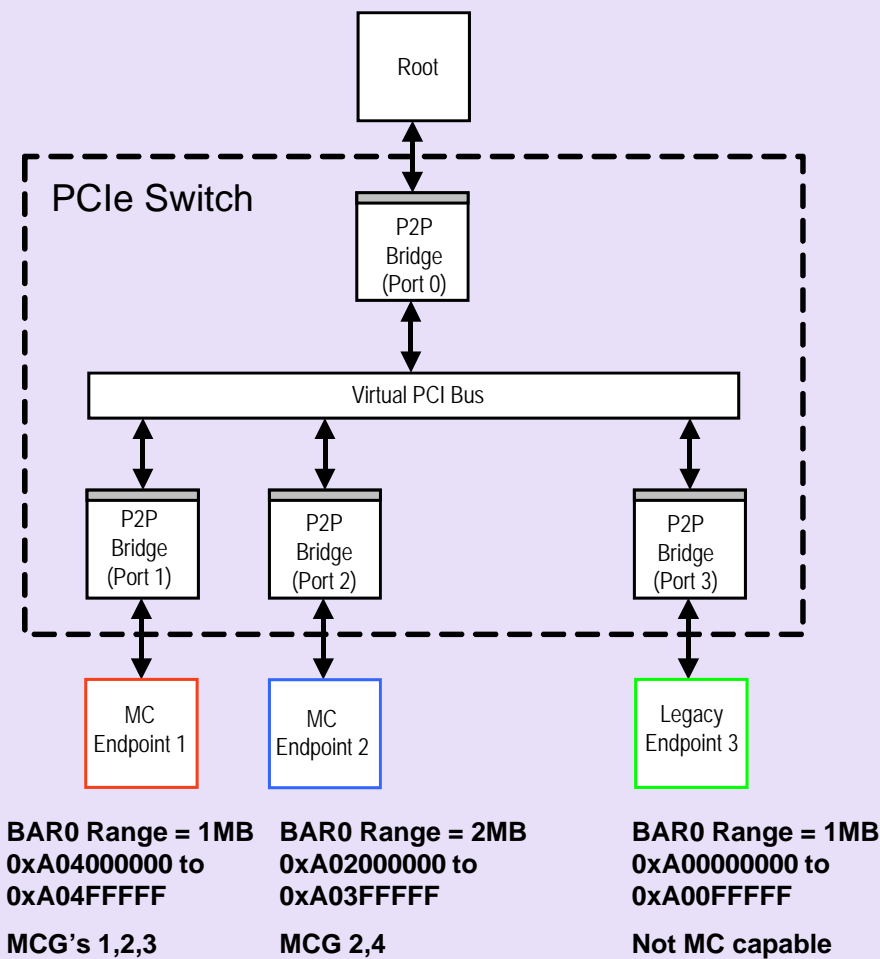 Root
PCIe Switch
P2P
Bridge
(Port 0)
Virtual PCI Bus
P2P
Bridge
(Port 1)
P2P
Bridge
(Port 2)
P2P
Bridge
(Port 3)
MC
Endpoint 1
MC
Endpoint 2
Legacy
Endpoint 3
BAR0 Range = 1MB
0xA04000000 to
0xA04FFFFF
MCG's 1,2,3
BAR0 Range = 2MB
0xA02000000 to
0xA03FFFFF
MCG 2,4
BAR0 Range = 1MB
0xA00000000 to
0xA00FFFFF
Not MC capable